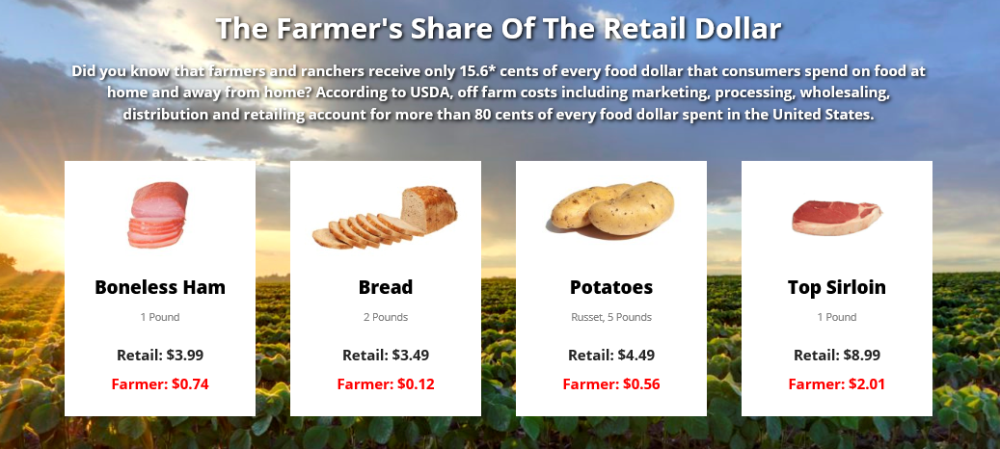 The Farmer's Share Of The Retail Dollar
Did you know that farmers and ranchers receive only 15.6* cents of every food dollar that consumers spend on food at
home and away from home? According to USDA, off farm costs including marketing, processing, wholesaling,
distribution and retailing account for more than 80 cents of every food dollar spent in the United States.
Boneless Ham
1 Pound
Retail: $3.99
Farmer: $0.74
Bread
2 Pounds
Retail: $3.49
Farmer: $0.12
Potatoes
Russet, 5 Pounds
Retail: $4.49
Farmer: $0.56
Top Sirloin
1 Pound
Retail: $8.99
Farmer: $2.01